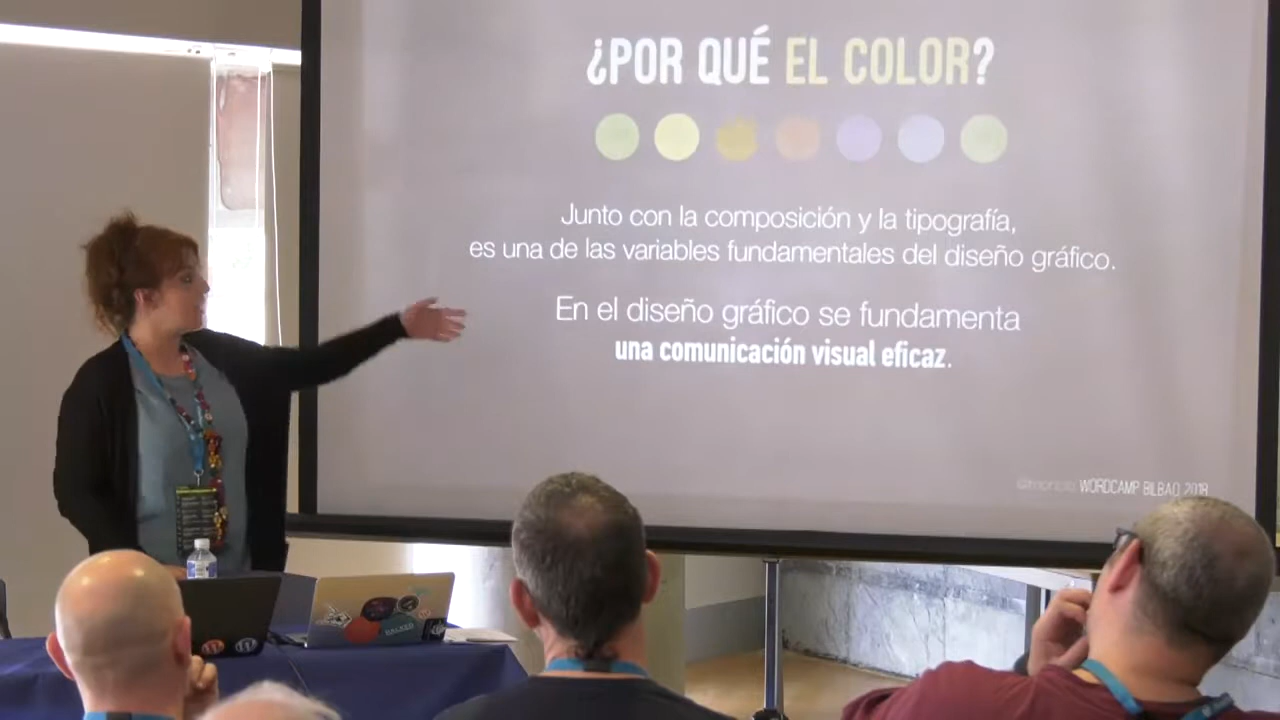 ¿POR QUÉ EL COLOR?
Junto con la composición y la tipografía,
es una de las variables fundamentales del diseño gráfico.
En el diseño gráfico se fundamenta
una comunicación visual eficaz.
WORDCAMP BILBAO 2018